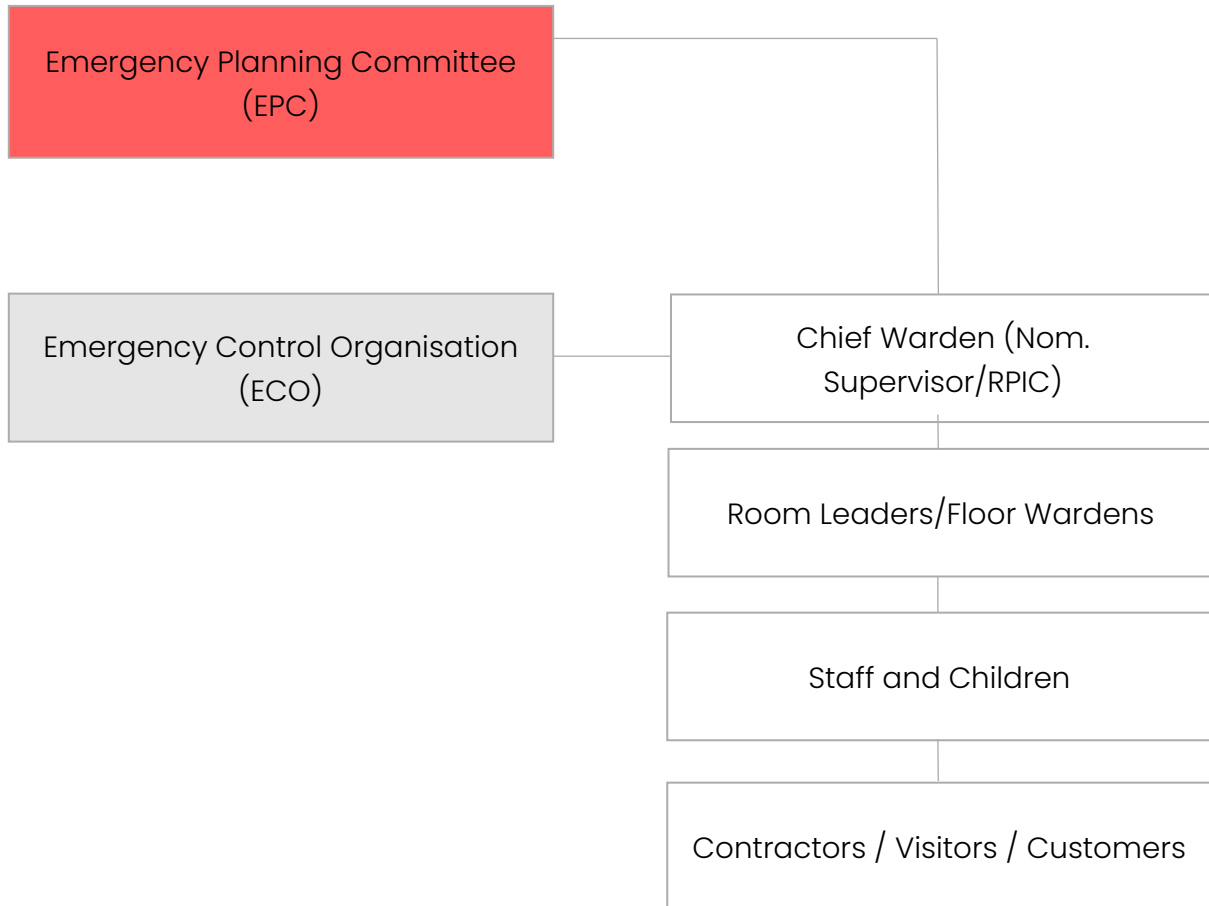 Emergency Planning Committee
(EPC)
Emergency Control Organisation
(ECO)
Chief Warden (Nom.
Supervisor/RPIC)
Room Leaders/Floor Wardens
Staff and Children
Contractors / Visitors / Customers